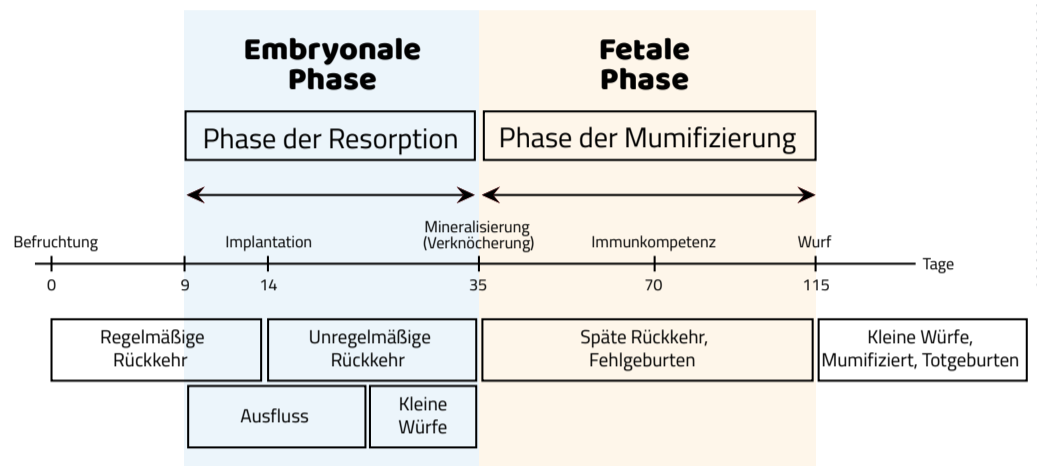 Embryonale
Phase
Fetale
Phase
Phase der Resorption
Phase der Mumifizierung
Befruchtung
Implantation
Mineralisierung
(Verknöcherung)
Immunkompetenz
Wurf
Tage
0
9
14
35
70
115
Regelmäßige
Rückkehr
Unregelmäßige
Rückkehr
Späte Rückkehr,
Fehlgeburten
Kleine Würfe,
Mumifiziert, Totgeburten
Ausfluss
Kleine
Würfe